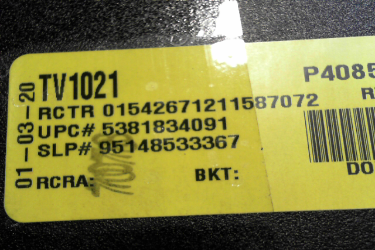 01-03-20
TV1021
RCTR 01542671211587072
UPC# 5381834091
SLP# 95148533367
RCRA:
BKT:
P4085
R
DO